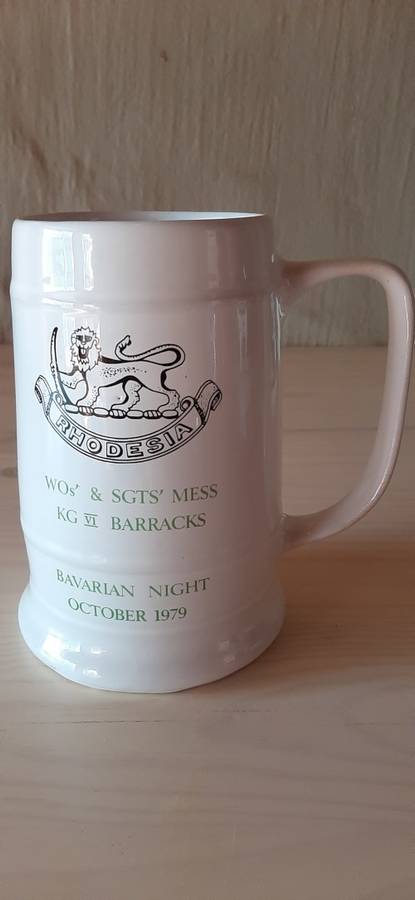 RHODESIA
WOs' & SGTS' MESS
KG VI BARRACKS
BAVARIAN NIGHT
OCTOBER 1979